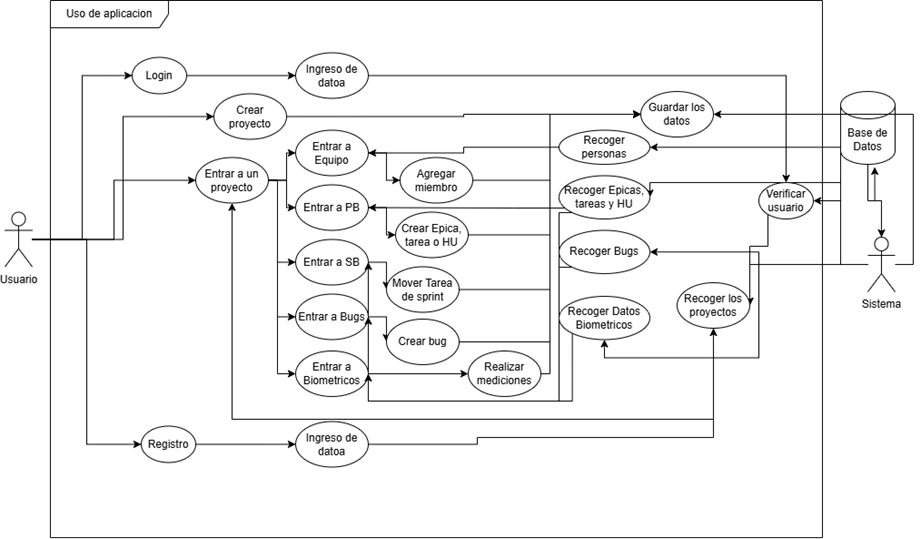 Uso de aplicacion
Login
Ingreso de
datoa
Crear
proyecto
Guardar los
datos
Base de
Datos
Entrar a
Equipo
Recoger
personas
Entrar a un
proyecto
Agregar
miembro
Entrar a PB
Recoger Epicas,
tareas y HU
Verificar
usuario
Crear Epica,
tarea o HU
Usuario
Entrar a SB
Recoger Bugs
Mover Tarea
de sprint
Recoger los
proyectos
Sistema
Entrar a Bugs
Recoger Datos
Biometricos
Crear bug
Entrar a
Biometricos
Realizar
mediciones
Registro
Ingreso de
datoa